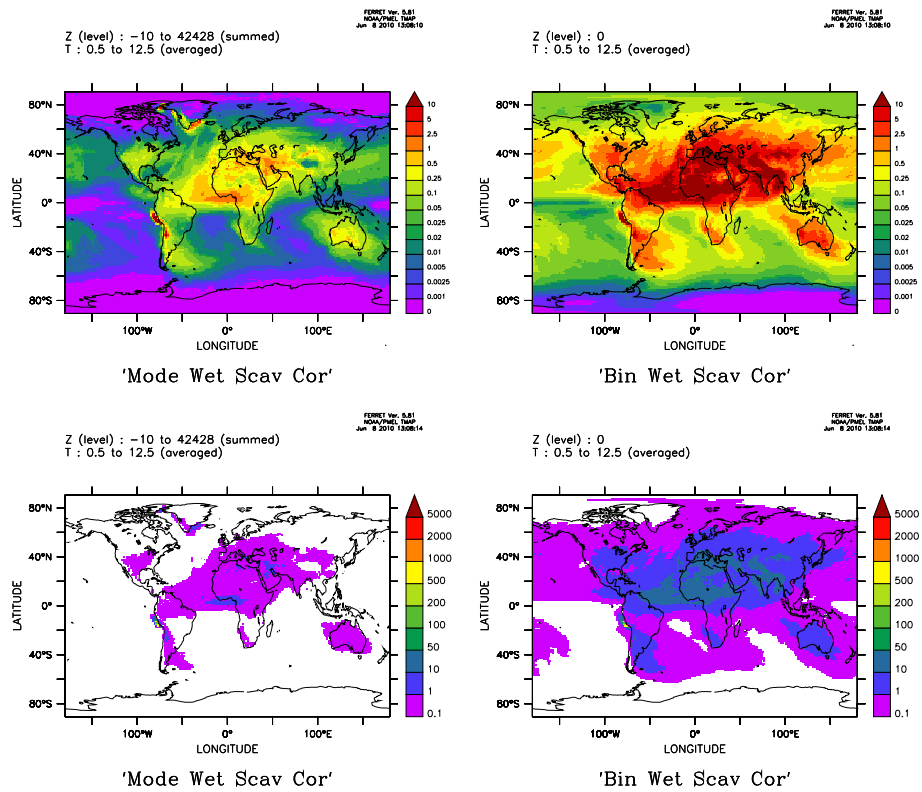 FERRET Ver. 5.81
NOAA/PMEL TMAP
Jun 8 2010 13:08:10
Z (level) : -10 to 42428 (summed)
T : 0.5 to 12.5 (averaged)
80°N
40°N
0°
40°S
80°S
LATITUDE
100°W 0° 100°E
LONGITUDE
10
5
2.5
1
0.5
0.25
0.1
0.05
0.025
0.02
0.01
0.005
0.0025
0.001
0
'Mode Wet Scav Cor'
FERRET Ver. 5.81
NOAA/PMEL TMAP
Jun 8 2010 13:08:10
Z (level) : 0
T : 0.5 to 12.5 (averaged)
80°N
40°N
0°
40°S
80°S
LATITUDE
100°W 0° 100°E
LONGITUDE
10
5
2.5
1
0.5
0.25
0.1
0.05
0.025
0.02
0.01
0.005
0.0025
0.001
0
'Bin Wet Scav Cor'
FERRET Ver. 5.81
NOAA/PMEL TMAP
Jun 8 2010 13:08:14
Z (level) : -10 to 42428 (summed)
T : 0.5 to 12.5 (averaged)
80°N
40°N
0°
40°S
80°S
LATITUDE
100°W 0° 100°E
LONGITUDE
5000
2000
1000
500
200
100
50
10
1
0.1
'Mode Wet Scav Cor'
FERRET Ver. 5.81
NOAA/PMEL TMAP
Jun 8 2010 13:08:14
Z (level) : 0
T : 0.5 to 12.5 (averaged)
80°N
40°N
0°
40°S
80°S
LATITUDE
100°W 0° 100°E
LONGITUDE
5000
2000
1000
500
200
100
50
10
1
0.1
'Bin Wet Scav Cor'